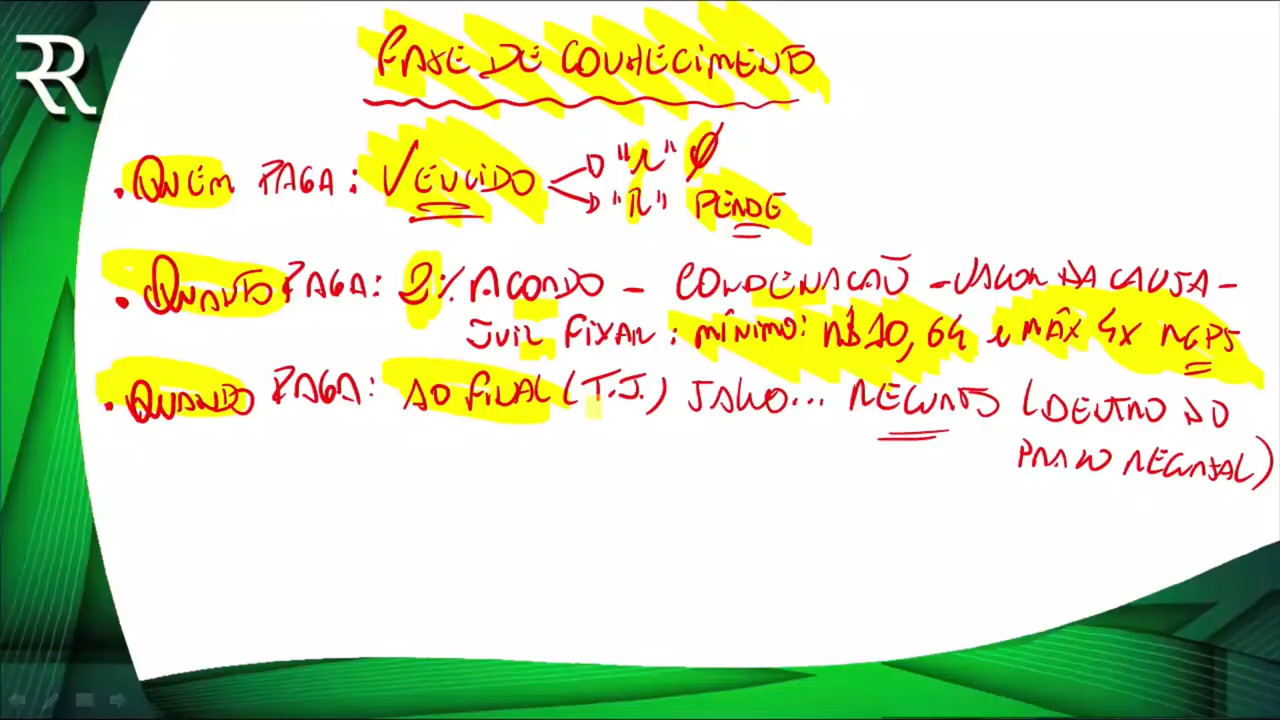 RR
FASE DE CONHECIMENTO
. QUEM PAGA: VENCIDO "R" Ø
"R" PERDE
. QUANTO PAGA: 2% ACORDO - CONDENAÇÃO - VALOR DA CAUSA -
JUIZ FIXAR: MÍNIMO: R$10,64 e MÁX 4X RGPS
. QUANDO PAGA: AO FINAL (T.J.) SALVO... RECURSO (DENTRO DO
PRAZO RECURSAL)